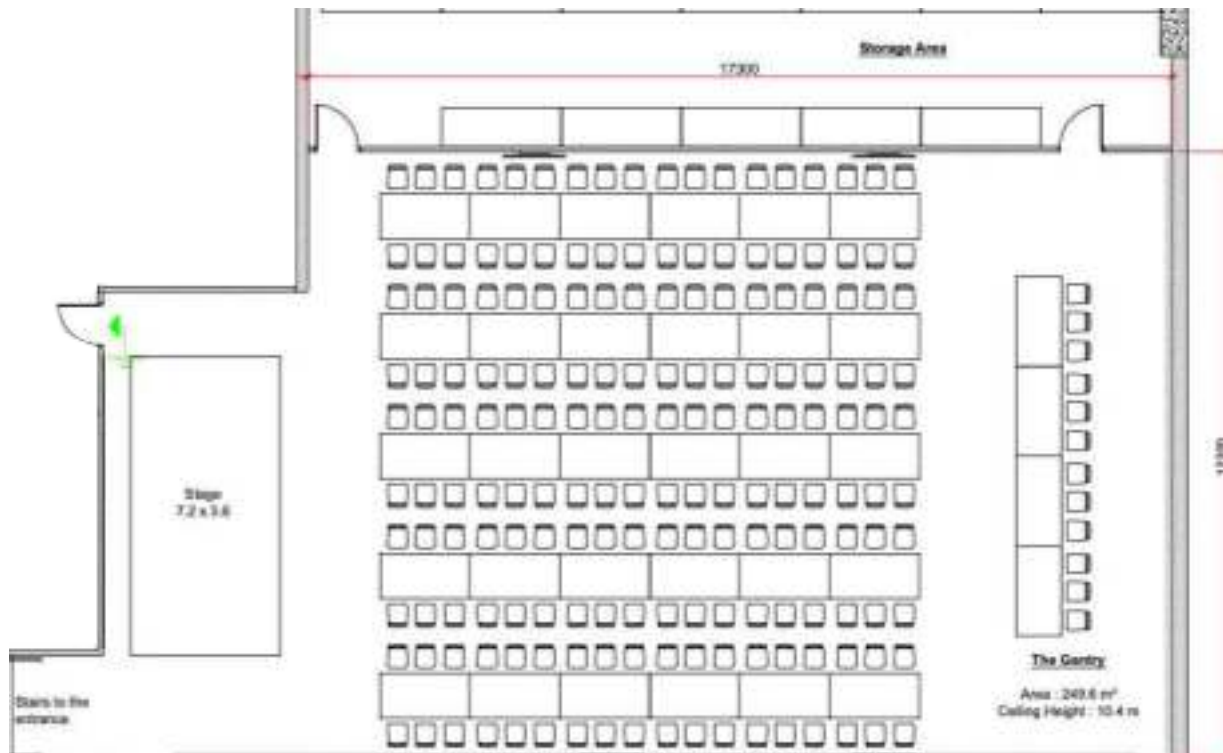 Storage Area
17300
Stage
7.2 x 3.6
The Gantry
Area : 249.6 m²
Ceiling Height : 10.4 m
Stairs to the
entrance